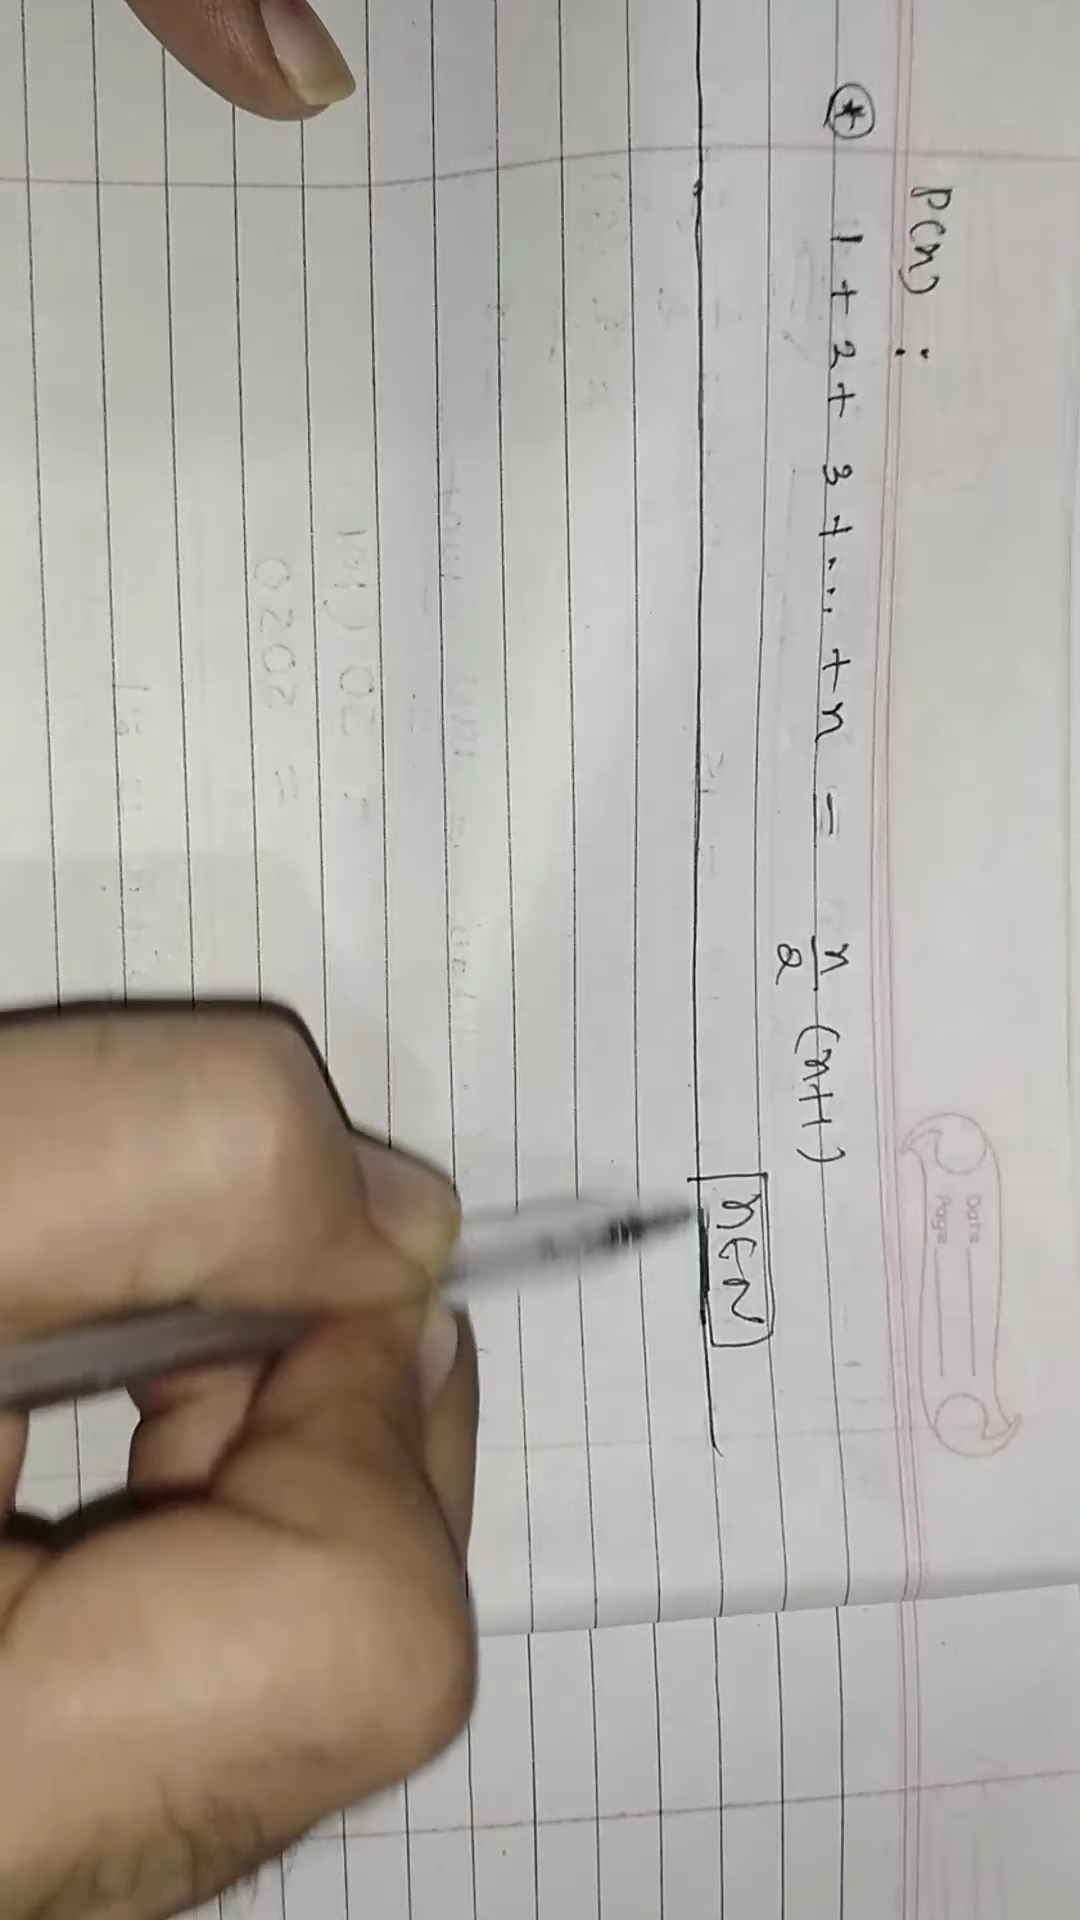 Date
Page
P(n) :
* 1 + 2 + 3 + ... + n = n/2 (n+1)
n∈N